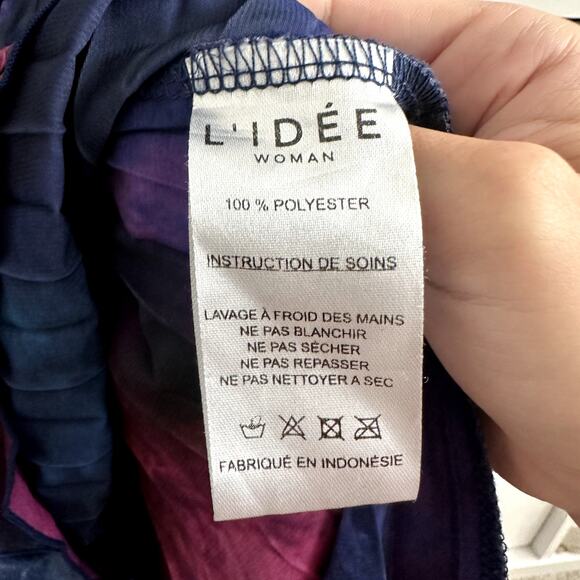 L'IDÉE
WOMAN
100 % POLYESTER
INSTRUCTION DE SOINS
LAVAGE À FROID DES MAINS
NE PAS BLANCHIR
NE PAS SÉCHER
NE PAS REPASSER
NE PAS NETTOYER A SEC
FABRIQUÉ EN INDONÉSIE